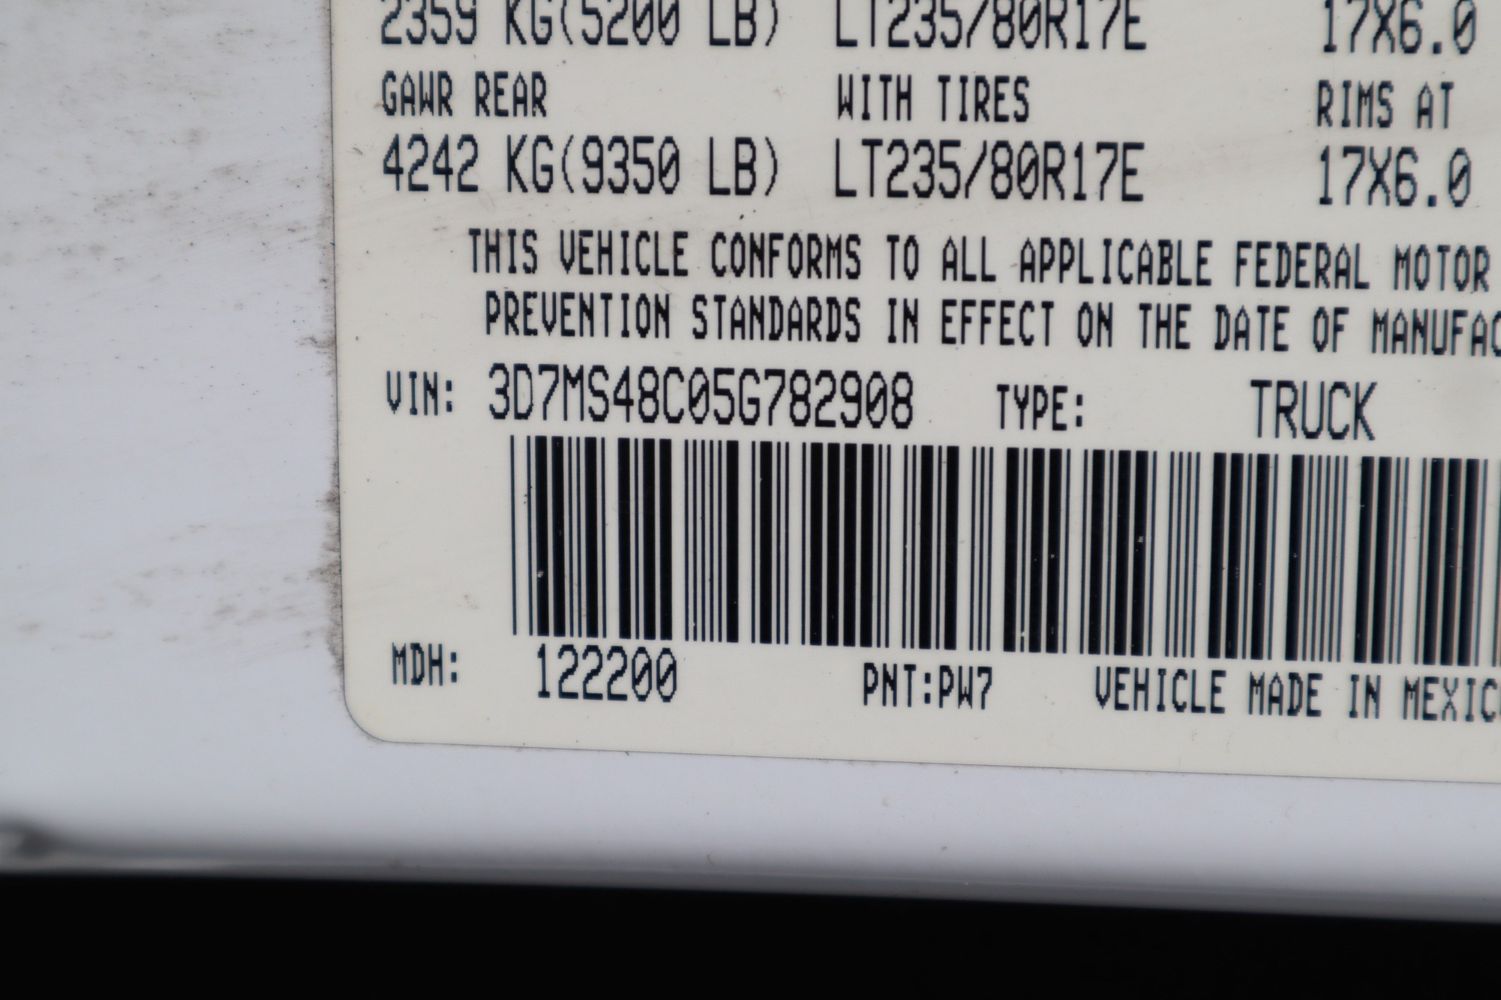 2359 KG(5200 LB) LT235/80R17E 17X6.0
GAWR REAR WITH TIRES RIMS AT
4242 KG(9350 LB) LT235/80R17E 17X6.0
THIS VEHICLE CONFORMS TO ALL APPLICABLE FEDERAL MOTOR
PREVENTION STANDARDS IN EFFECT ON THE DATE OF MANUFAC
VIN: 3D7MS48C05G782908 TYPE: TRUCK
MDH: 122200 PNT:PW7 VEHICLE MADE IN MEXIC